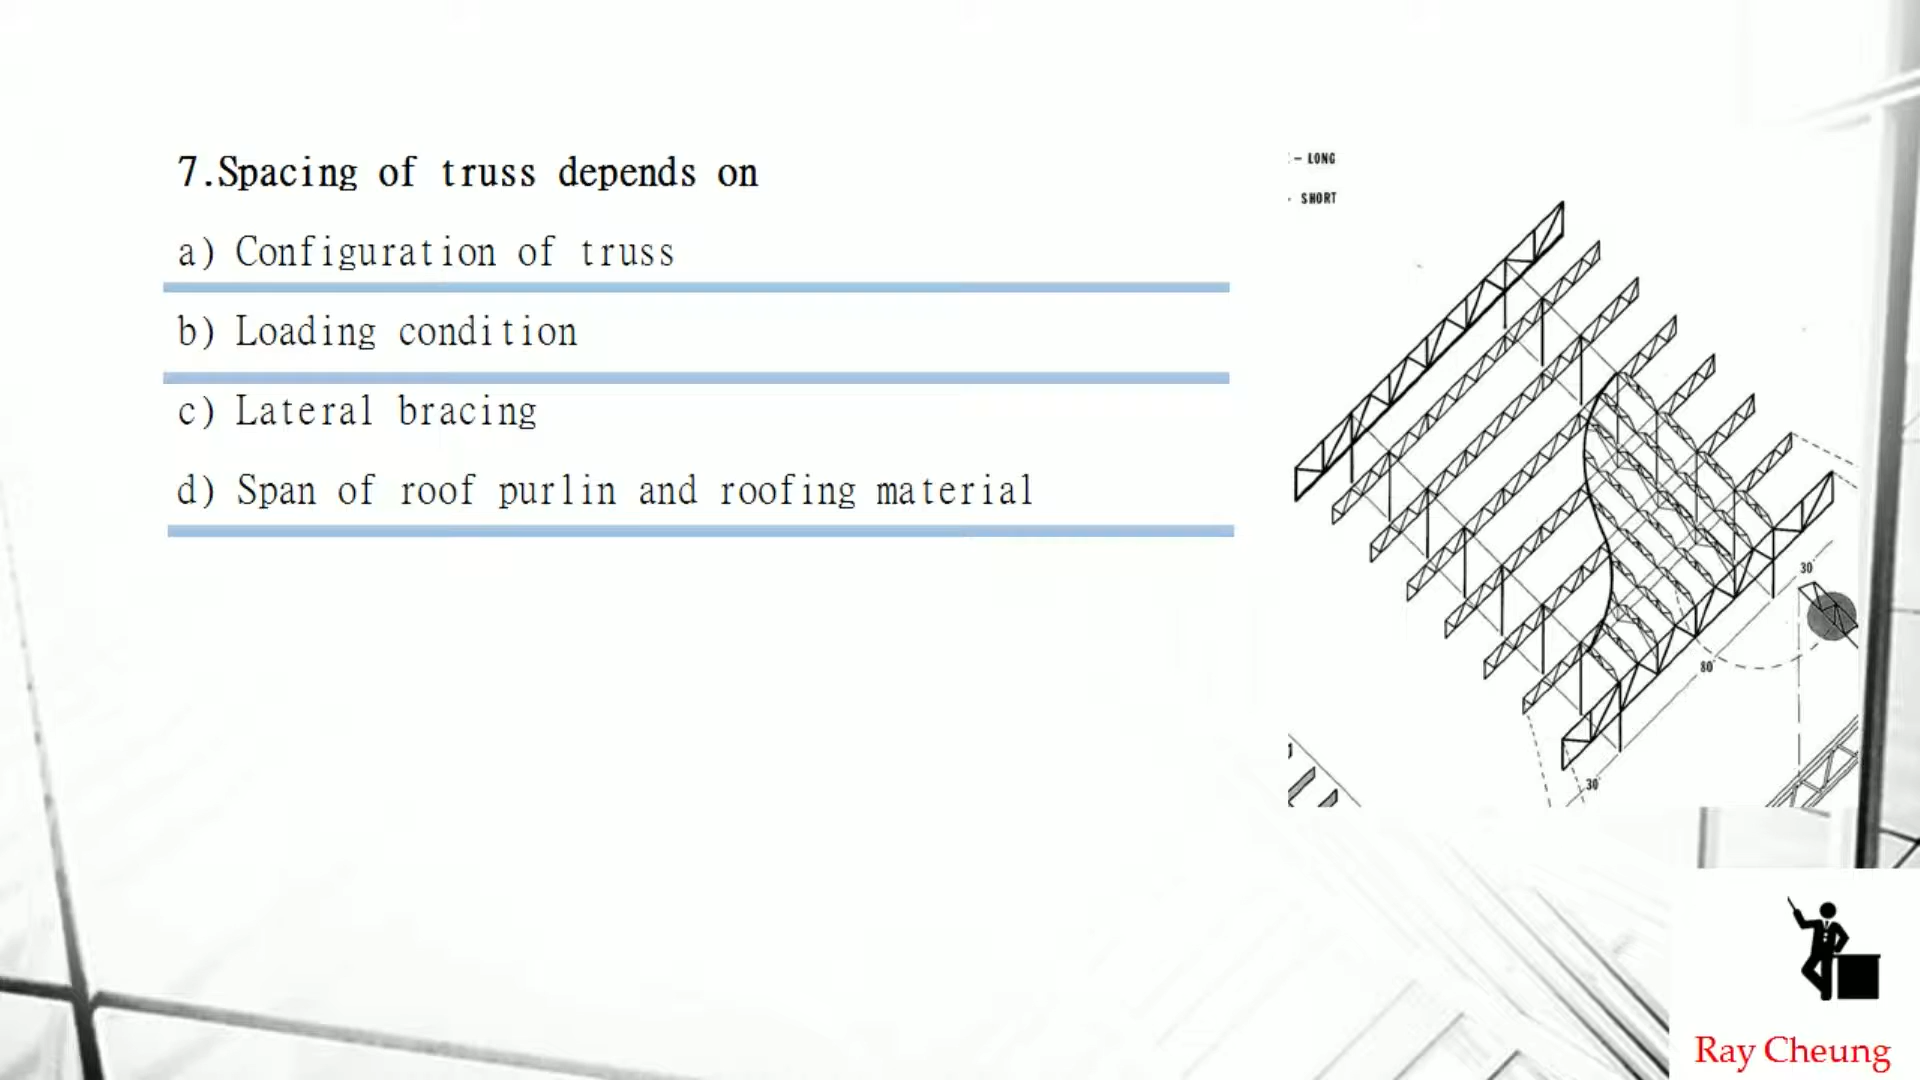 7.Spacing of truss depends on
a) Configuration of truss
b) Loading condition
c) Lateral bracing
d) Span of roof purlin and roofing material
– LONG
SHORT
30'
80'
30'
Ray Cheung